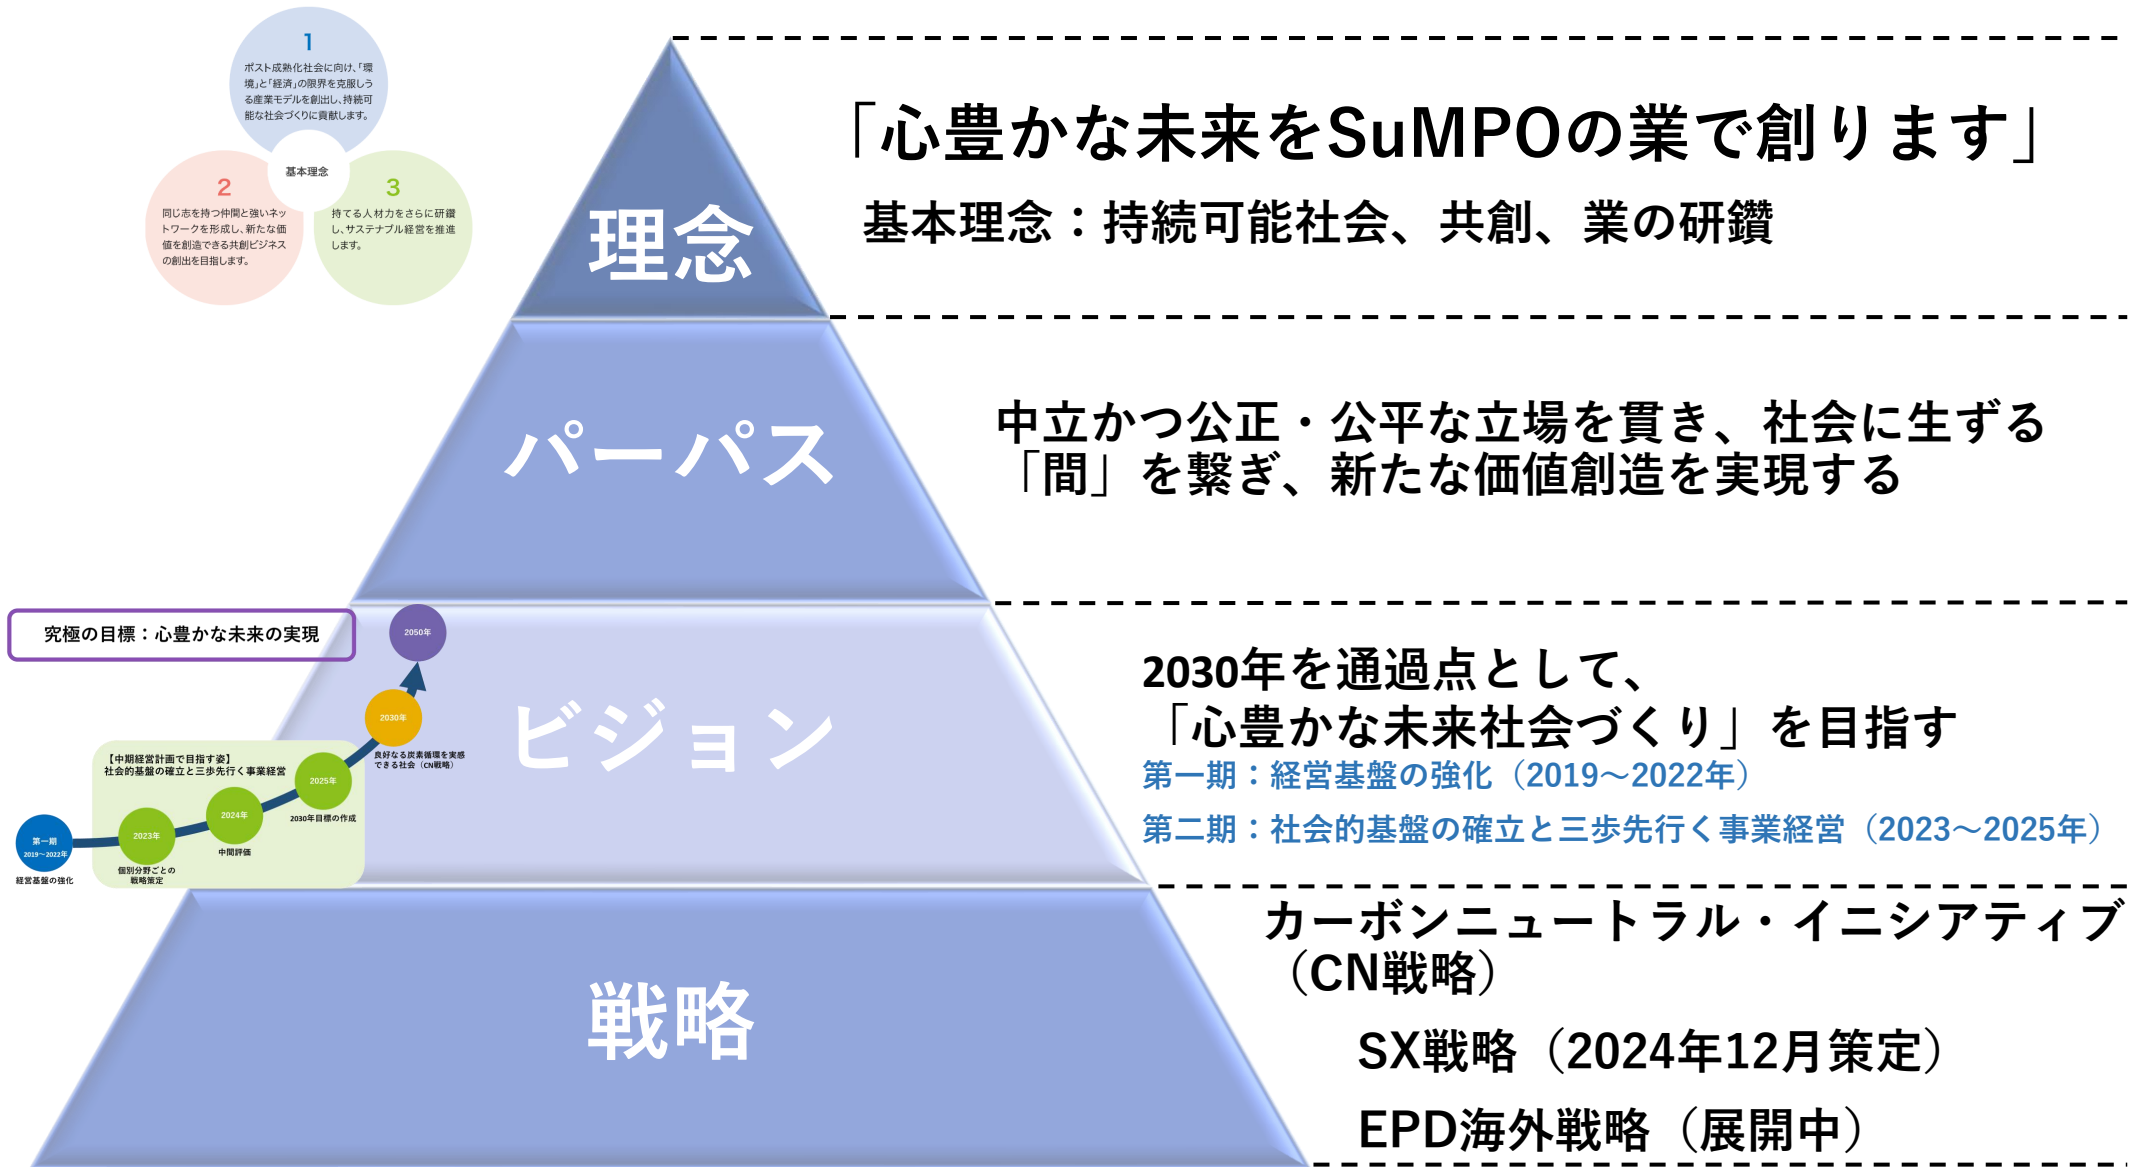 1
ポスト成熟化社会に向け、「環
境」と「経済」の限界を克服しう
る産業モデルを創出し、持続可
能な社会づくりに貢献します。
基本理念
2
同じ志を持つ仲間と強いネッ
トワークを形成し、新たな価
値を創造できる共創ビジネス
の創出を目指します。
3
持てる人材力をさらに研鑽
し、サステナブル経営を推進
します。
理念
「心豊かな未来をSuMPOの業で創ります」
基本理念：持続可能社会、共創、業の研鑽
パーパス
中立かつ公正・公平な立場を貫き、社会に生ずる
「間」を繋ぎ、新たな価値創造を実現する
究極の目標：心豊かな未来の実現
2050年
2030年
良好なる炭素循環を実感
できる社会（CN戦略）
【中期経営計画で目指す姿】
社会的基盤の確立と三歩先行く事業経営
2025年
2030年目標の作成
2024年
中間評価
2023年
個別分野ごとの
戦略策定
第一期
2019～2022年
経営基盤の強化
ビジョン
2030年を通過点として、
「心豊かな未来社会づくり」を目指す
第一期：経営基盤の強化（2019～2022年）
第二期：社会的基盤の確立と三歩先行く事業経営（2023～2025年）
戦略
カーボンニュートラル・イニシアティブ
（CN戦略）
SX戦略（2024年12月策定）
EPD海外戦略（展開中）